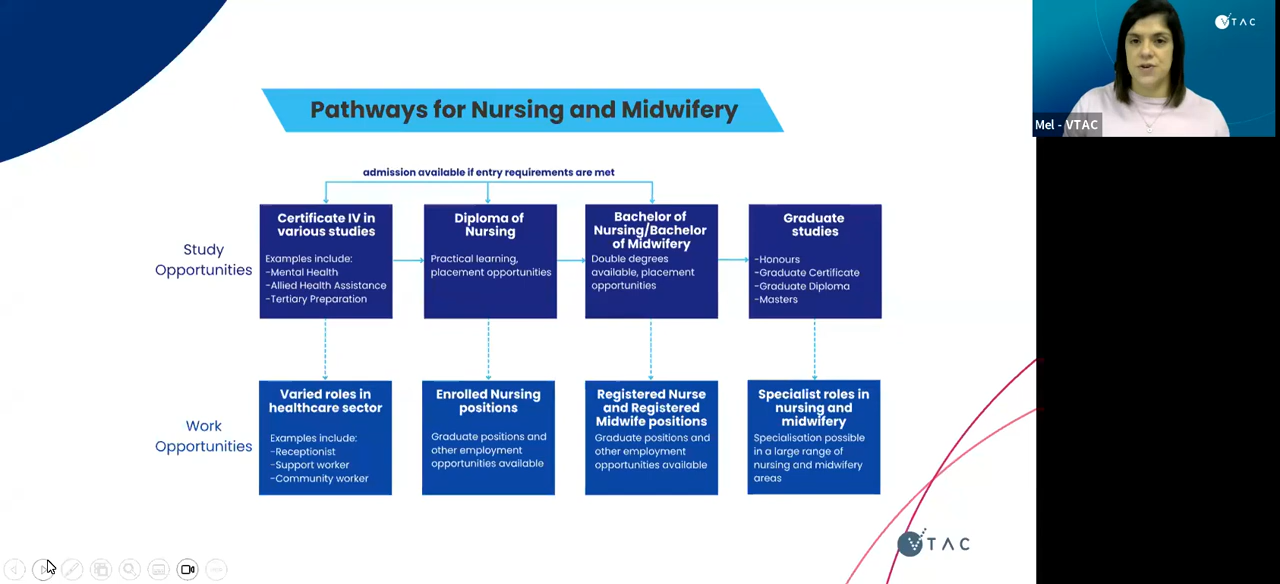 VTAC
Mel - VTAC
Pathways for Nursing and Midwifery
admission available if entry requirements are met
Study
Opportunities
Certificate IV in
various studies
Examples include:
-Mental Health
-Allied Health Assistance
-Tertiary Preparation
Diploma of
Nursing
Practical learning,
placement opportunities
Bachelor of
Nursing/Bachelor
of Midwifery
Double degrees
available, placement
opportunities
Graduate
studies
-Honours
-Graduate Certificate
-Graduate Diploma
-Masters
Work
Opportunities
Varied roles in
healthcare sector
Examples include:
-Receptionist
-Support worker
-Community worker
Enrolled Nursing
positions
Graduate positions and
other employment
opportunities available
Registered Nurse
and Registered
Midwife positions
Graduate positions and
other employment
opportunities available
Specialist roles in
nursing and
midwifery
Specialisation possible
in a large range of
nursing and midwifery
areas
VTAC